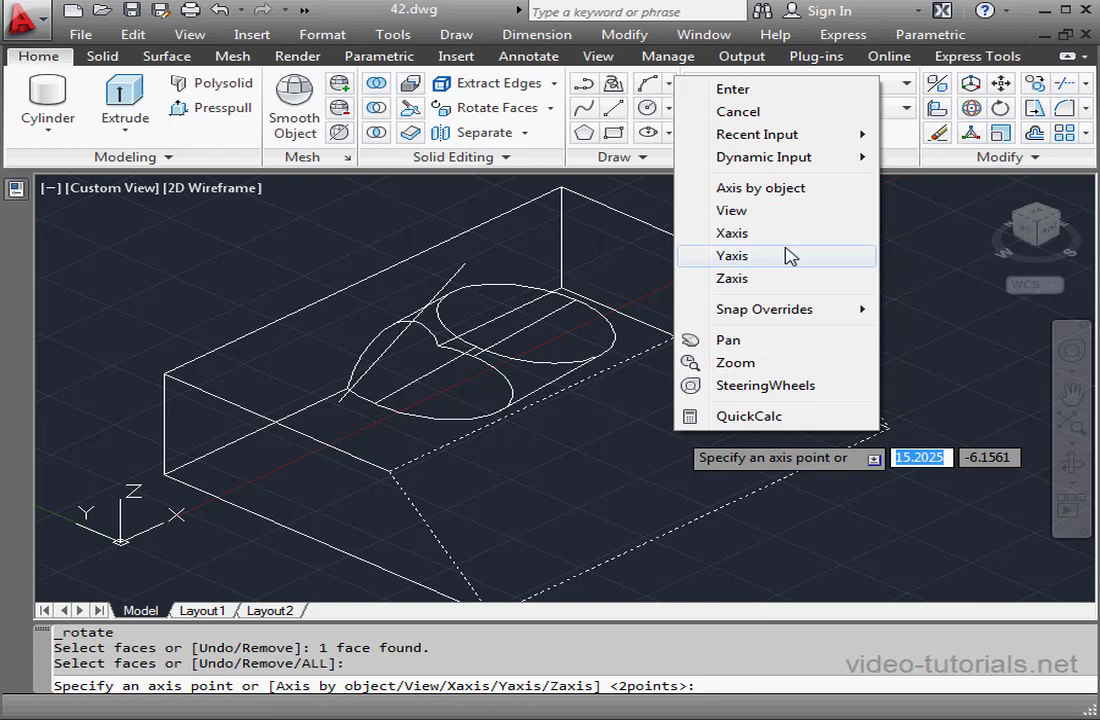 42.dwg
Type a keyword or phrase
Sign In
File Edit View Insert Format Tools Draw Dimension Modify Window Help Express Parametric
Home Solid Surface Mesh Render Parametric Insert Annotate View Manage Output Plug-ins Online Express Tools
Cylinder
Extrude
Polysolid
Presspull
Smooth
Object
Extract Edges
Rotate Faces
Separate
Modeling
Mesh
Solid Editing
Draw
Modify
[−] [Custom View] [2D Wireframe]
Enter
Cancel
Recent Input
Dynamic Input
Axis by object
View
Xaxis
Yaxis
Zaxis
Snap Overrides
Pan
Zoom
SteeringWheels
QuickCalc
W
S
WCS
Specify an axis point or 15.2025 -6.1561
Z
Y
X
Model Layout1 Layout2
_rotate
Select faces or [Undo/Remove]: 1 face found.
Select faces or [Undo/Remove/ALL]:
Specify an axis point or [Axis by object/View/Xaxis/Yaxis/Zaxis] <2points>:
video-tutorials.net